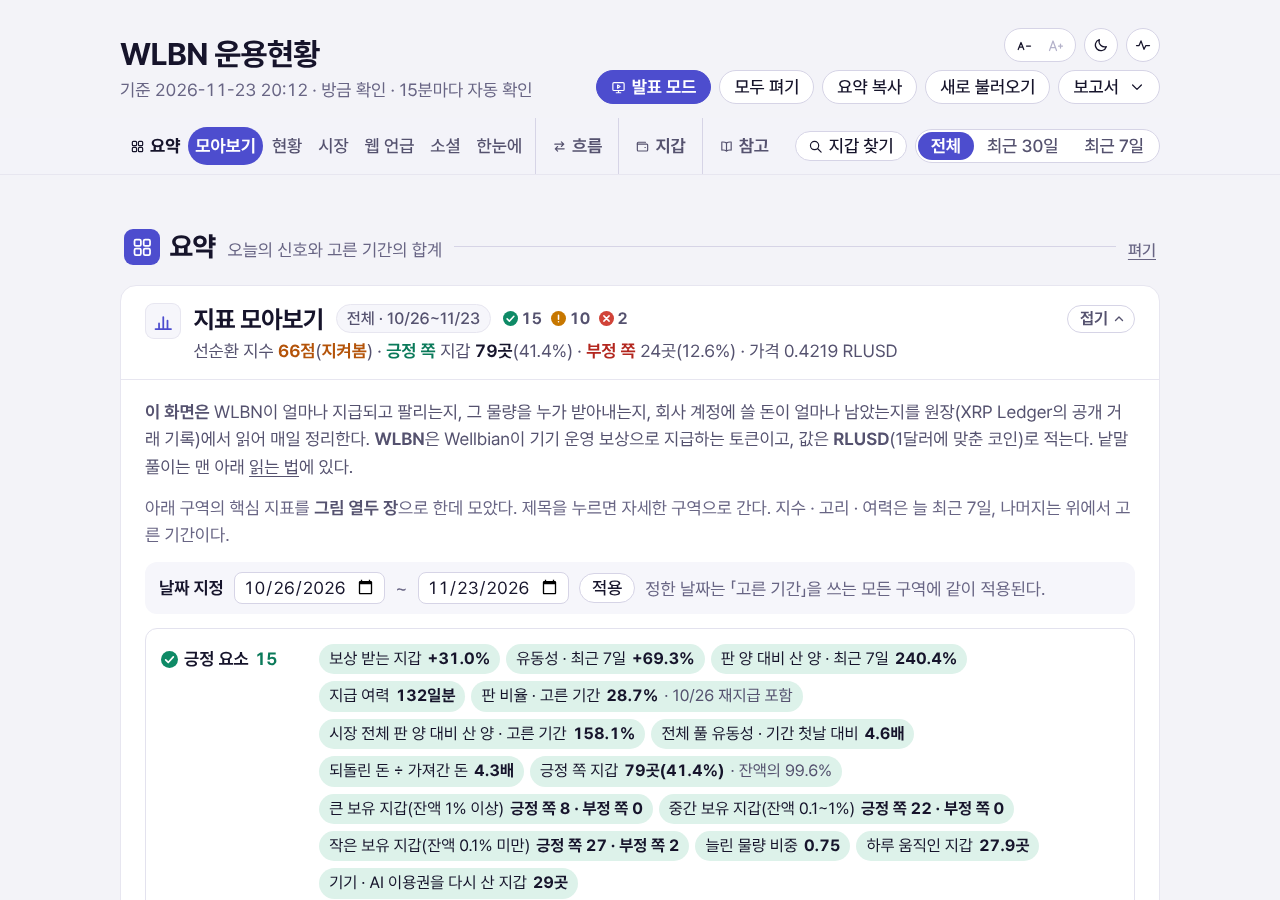 WLBN 운용현황
A- A+
기준 2026-11-23 20:12 · 방금 확인 · 15분마다 자동 확인
발표 모드 모두 펴기 요약 복사 새로 불러오기 보고서
요약 모아보기 현황 시장 웹 언급 소셜 한눈에 흐름 지갑 참고 지갑 찾기 전체 최근 30일 최근 7일
요약 오늘의 신호와 고른 기간의 합계 펴기
지표 모아보기 전체 · 10/26~11/23 15 10 2 접기
선순환 지수 66점(지켜봄) · 긍정 쪽 지갑 79곳(41.4%) · 부정 쪽 24곳(12.6%) · 가격 0.4219 RLUSD
이 화면은 WLBN이 얼마나 지급되고 팔리는지, 그 물량을 누가 받아내는지, 회사 계정에 쓸 돈이 얼마나 남았는지를 원장(XRP Ledger의 공개 거
래 기록)에서 읽어 매일 정리한다. WLBN은 Wellbian이 기기 운영 보상으로 지급하는 토큰이고, 값은 RLUSD(1달러에 맞춘 코인)로 적는다. 낱말
풀이는 맨 아래 읽는 법에 있다.
아래 구역의 핵심 지표를 그림 열두 장으로 한데 모았다. 제목을 누르면 자세한 구역으로 간다. 지수 · 고리 · 여력은 늘 최근 7일, 나머지는 위에서 고
른 기간이다.
날짜 지정 10/26/2026 ~ 11/23/2026 적용 정한 날짜는 「고른 기간」을 쓰는 모든 구역에 같이 적용된다.
긍정 요소 15 보상 받는 지갑 +31.0% 유동성 · 최근 7일 +69.3% 판 양 대비 산 양 · 최근 7일 240.4%
지급 여력 132일분 판 비율 · 고른 기간 28.7% · 10/26 재지급 포함
시장 전체 판 양 대비 산 양 · 고른 기간 158.1% 전체 풀 유동성 · 기간 첫날 대비 4.6배
되돌린 돈 ÷ 가져간 돈 4.3배 긍정 쪽 지갑 79곳(41.4%) · 잔액의 99.6%
큰 보유 지갑(잔액 1% 이상) 긍정 쪽 8 · 부정 쪽 0 중간 보유 지갑(잔액 0.1~1%) 긍정 쪽 22 · 부정 쪽 0
작은 보유 지갑(잔액 0.1% 미만) 긍정 쪽 27 · 부정 쪽 2 늘린 물량 비중 0.75 하루 움직인 지갑 27.9곳
기기 · AI 이용권을 다시 산 지갑 29곳